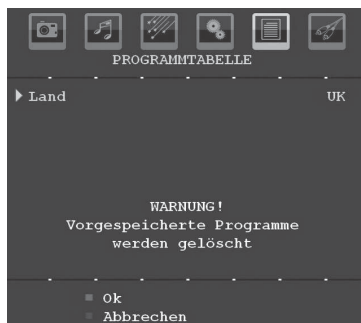 PROGRAMMTABELLE
Land UK
WARNUNG!
Vorgespeicherte Programme
werden gelöscht
Ok
Abbrechen